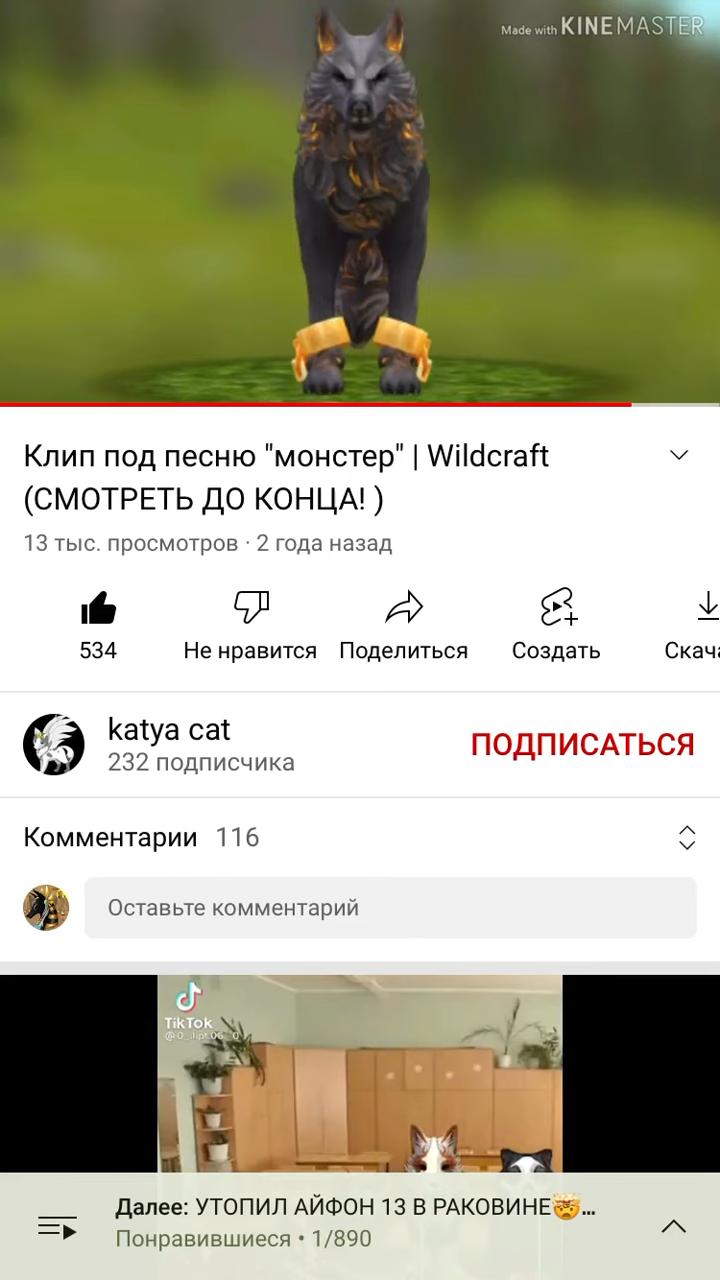 Made with KINEMASTER
Клип под песню "монстер" | Wildcraft
(СМОТРЕТЬ ДО КОНЦА! )
13 тыс. просмотров · 2 года назад
534
Не нравится
Поделиться
Создать
Скача
katya cat
232 подписчика
ПОДПИСАТЬСЯ
Комментарии 116
Оставьте комментарий
TikTok
Далее: УТОПИЛ АЙФОН 13 В РАКОВИНЕ🤯...
Понравившиеся • 1/890